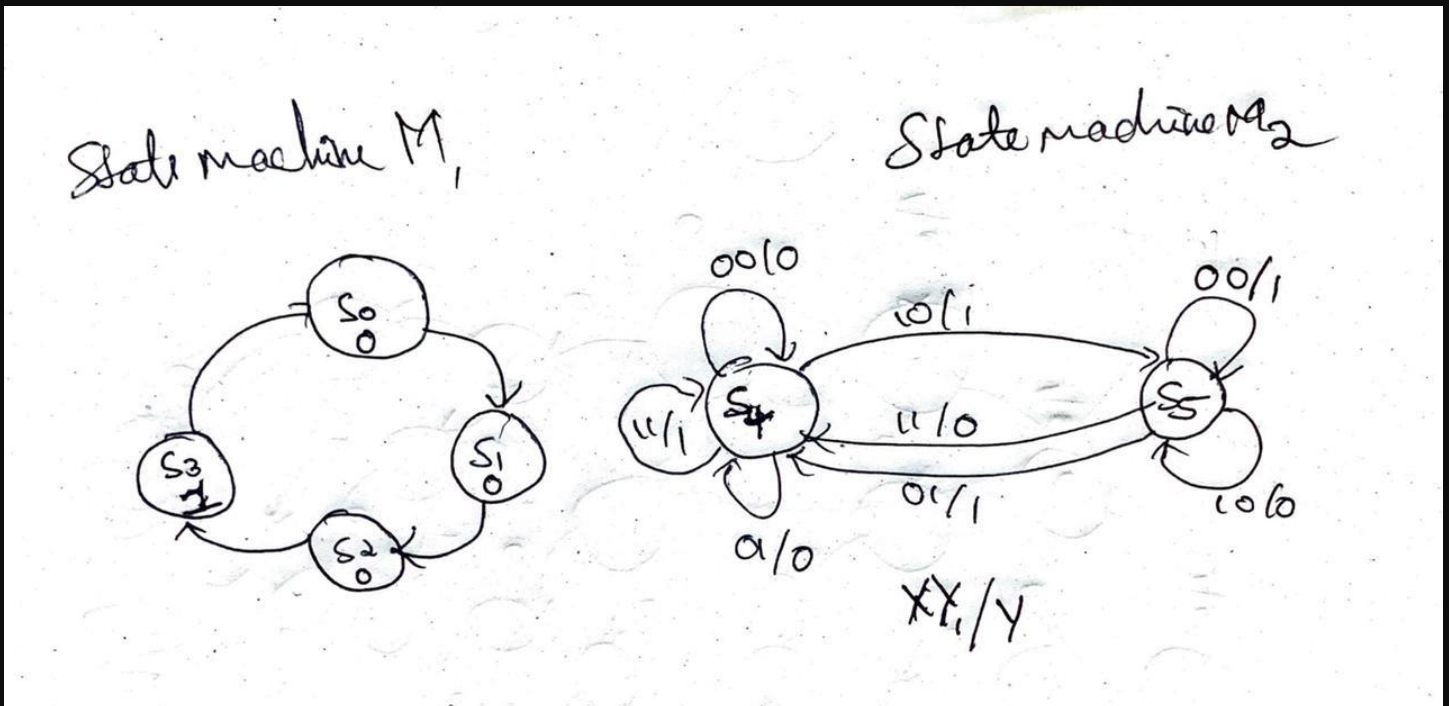 State machine M1
State machine M2
S0
0
S1
0
S2
0
S3
1
00/0
10/1
00/1
11/1
S4
11/0
S5
01/1
10/0
01/0
XX1/Y